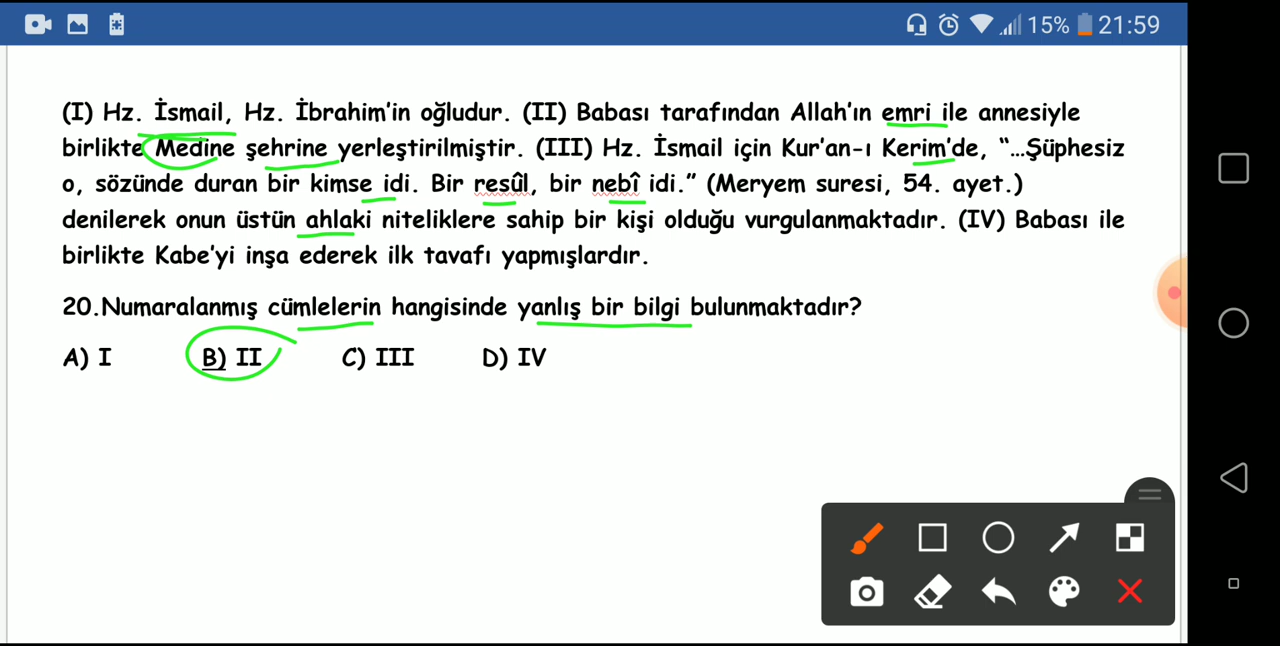 15% 21:59
(I) Hz. İsmail, Hz. İbrahim'in oğludur. (II) Babası tarafından Allah'ın emri ile annesiyle
birlikte Medine şehrine yerleştirilmiştir. (III) Hz. İsmail için Kur'an-ı Kerim'de, "...Şüphesiz
o, sözünde duran bir kimse idi. Bir resûl, bir nebî idi." (Meryem suresi, 54. ayet.)
denilerek onun üstün ahlaki niteliklere sahip bir kişi olduğu vurgulanmaktadır. (IV) Babası ile
birlikte Kabe'yi inşa ederek ilk tavafı yapmışlardır.
20.Numaralanmış cümlelerin hangisinde yanlış bir bilgi bulunmaktadır?
A) I B) II C) III D) IV